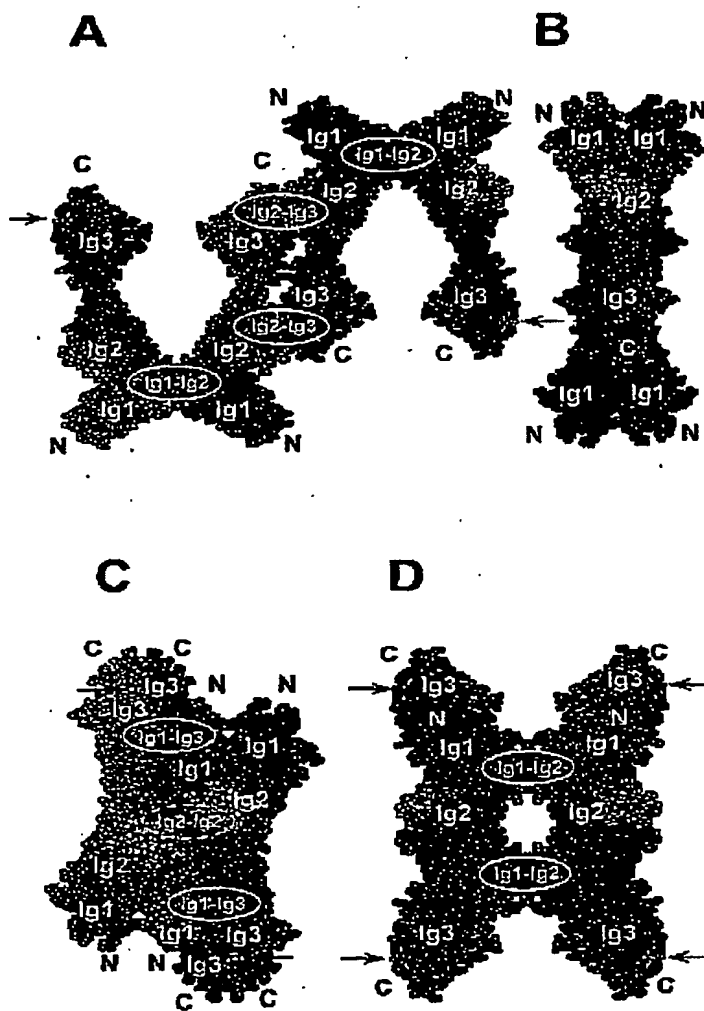 A B
N N
N N
Ig1 Ig1
Ig1 Ig1
C C
Ig1-Ig2
Ig2 Ig2
Ig2
Ig2-Ig3
Ig3 Ig3
Ig3 Ig3
Ig3
Ig2-Ig3
C C
C
Ig2 Ig2
Ig1-Ig2
Ig1 Ig1
Ig1 Ig1
N N
N N
C D
C C
C C
Ig3 N N
Ig3 Ig3
Ig3
N N
Ig1-Ig3
Ig1 Ig1
Ig1 Ig1
Ig1-Ig2
Ig2
Ig2 Ig2
Ig2-Ig2
Ig2
Ig1-Ig2
Ig1 Ig1-Ig3
Ig1 Ig3
Ig3 Ig3
N N Ig3
C C
C C